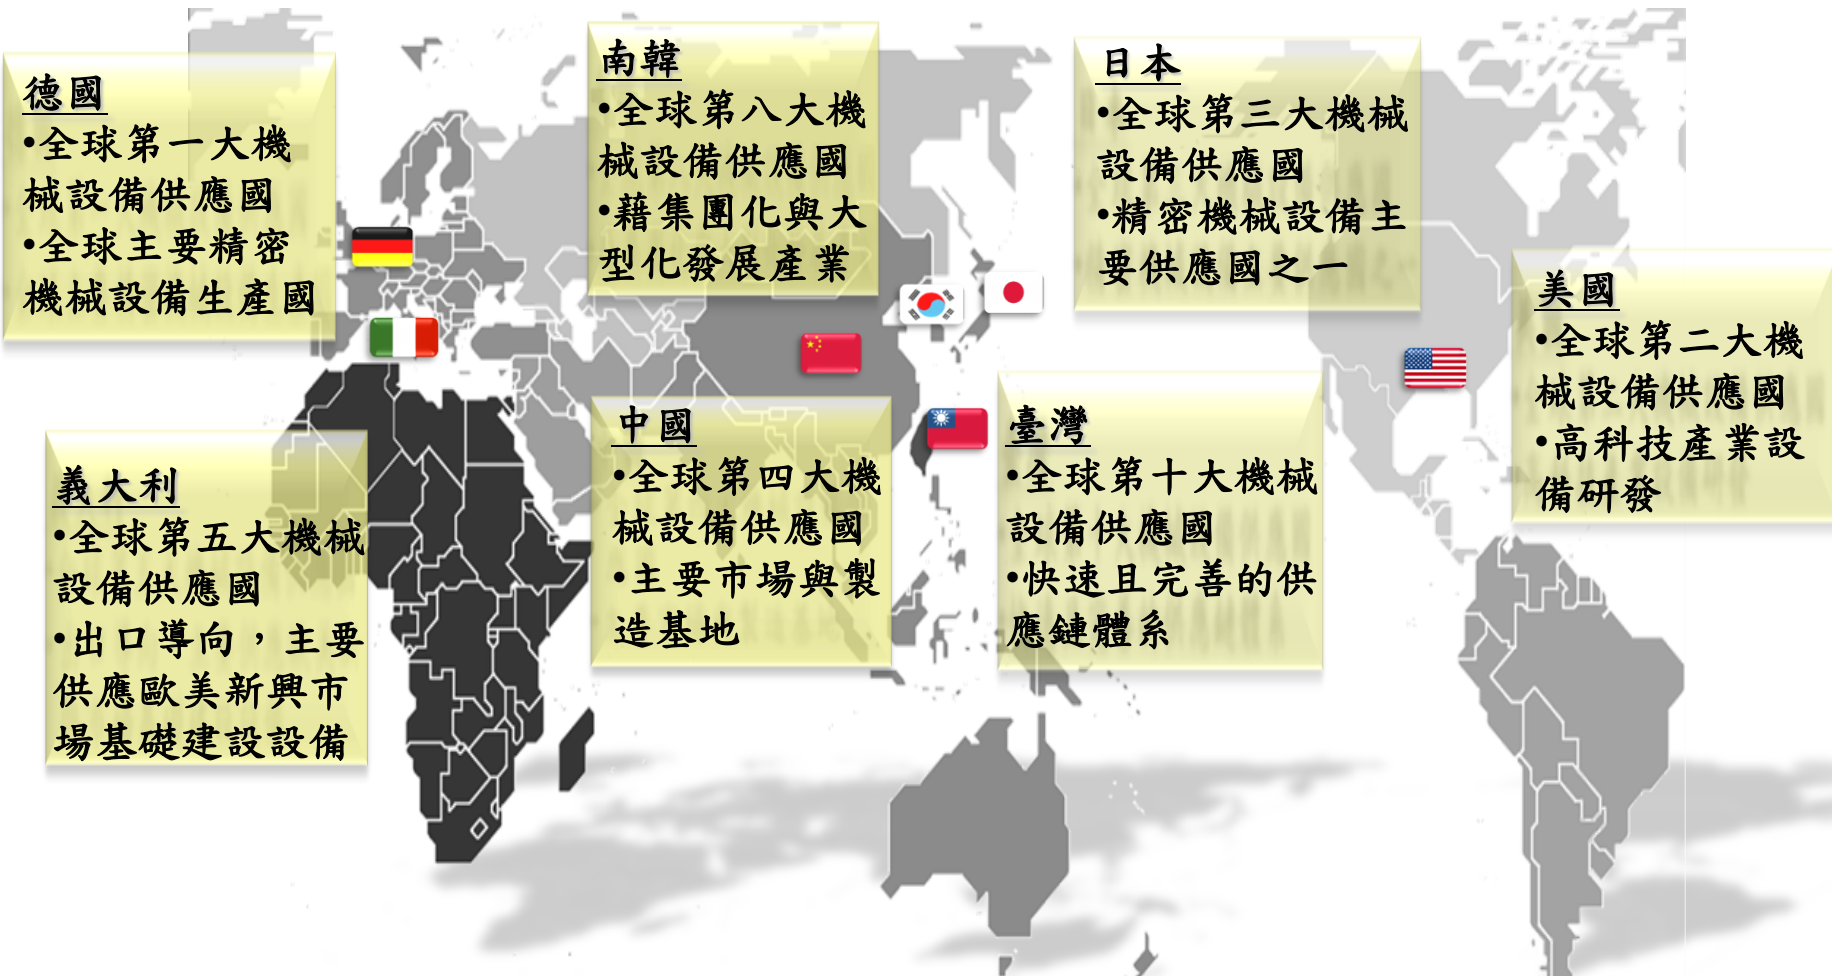 德國
•全球第一大機
械設備供應國
•全球主要精密
機械設備生產國
南韓
•全球第八大機
械設備供應國
•藉集團化與大
型化發展產業
日本
•全球第三大機械
設備供應國
•精密機械設備主
要供應國之一
美國
•全球第二大機
械設備供應國
•高科技產業設
備研發
義大利
•全球第五大機械
設備供應國
•出口導向，主要
供應歐美新興市
場基礎建設設備
中國
•全球第四大機
械設備供應國
•主要市場與製
造基地
臺灣
•全球第十大機械
設備供應國
•快速且完善的供
應鏈體系